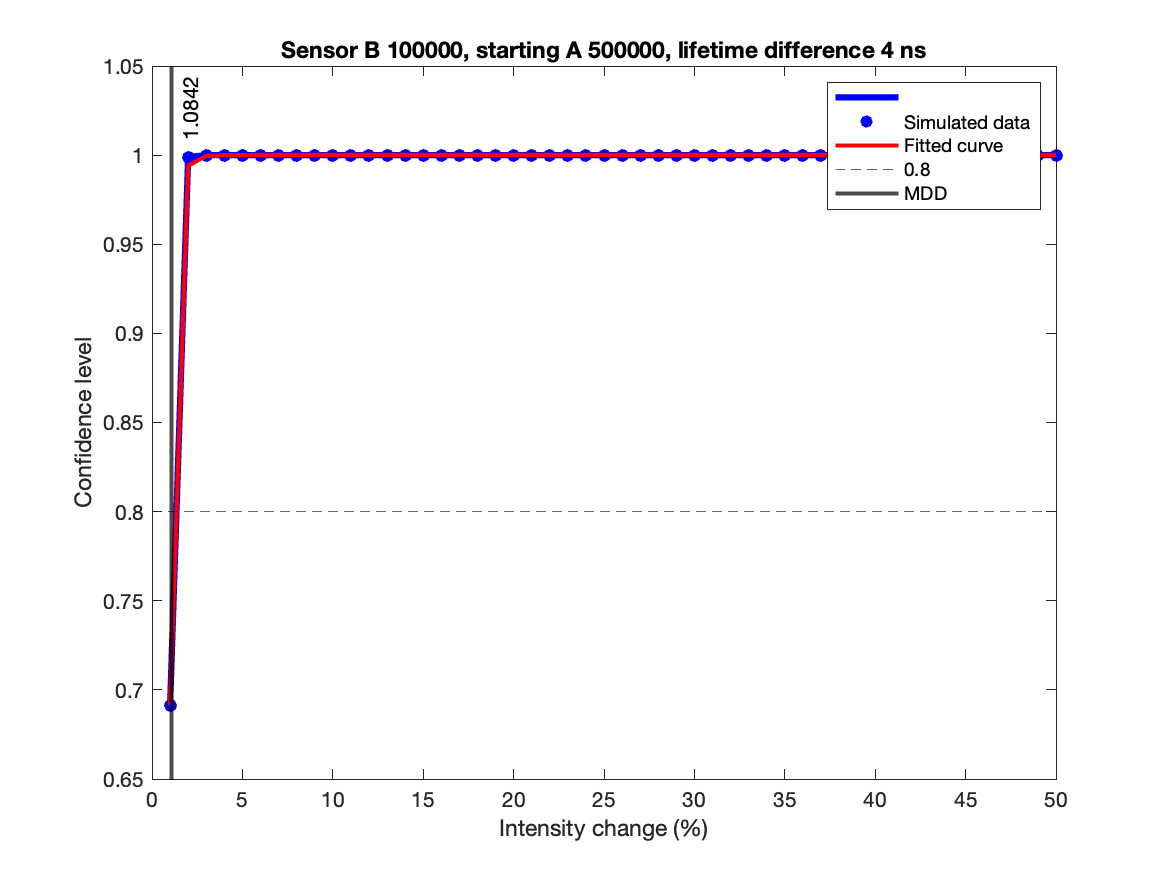 Sensor B 100000, starting A 500000, lifetime difference 4 ns
1.05
1
0.95
0.9
0.85
0.8
0.75
0.7
0.65
Confidence level
1.0842
Simulated data
Fitted curve
0.8
MDD
0 5 10 15 20 25 30 35 40 45 50
Intensity change (%)